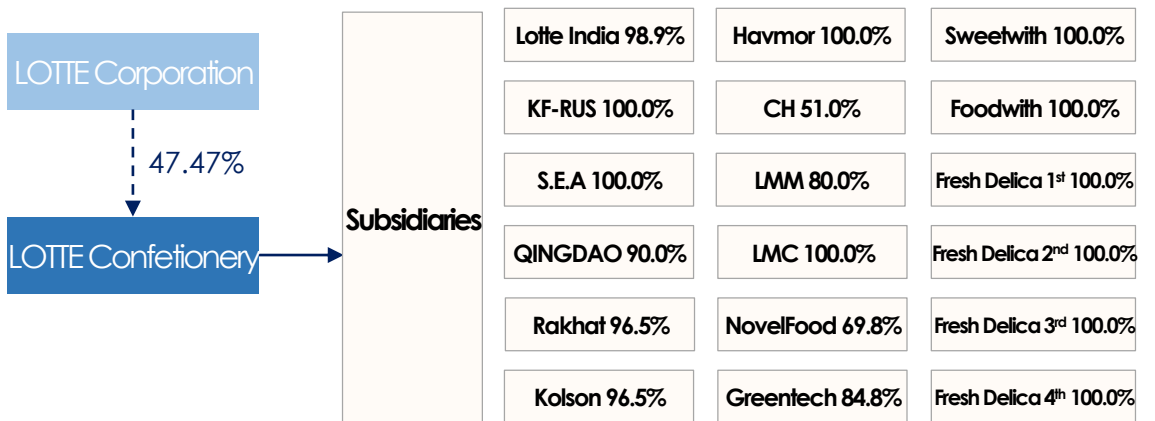 LOTTE Corporation
47.47%
LOTTE Confetionery
Subsidiaries
Lotte India 98.9%
Havmor 100.0%
Sweetwith 100.0%
KF-RUS 100.0%
CH 51.0%
Foodwith 100.0%
S.E.A 100.0%
LMM 80.0%
Fresh Delica 1st 100.0%
QINGDAO 90.0%
LMC 100.0%
Fresh Delica 2nd 100.0%
Rakhat 96.5%
NovelFood 69.8%
Fresh Delica 3rd 100.0%
Kolson 96.5%
Greentech 84.8%
Fresh Delica 4th 100.0%